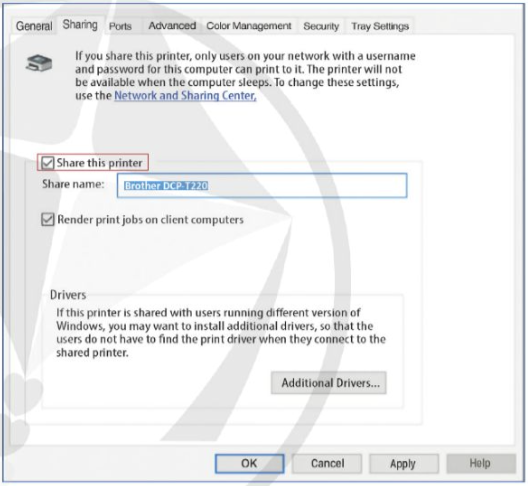 General Sharing Ports Advanced Color Management Security Tray Settings
If you share this printer, only users on your network with a username
and password for this computer can print to it. The printer will not
be available when the computer sleeps. To change these settings,
use the Network and Sharing Center.
Share this printer
Share name: Brother DCP-T220
Render print jobs on client computers
Drivers
If this printer is shared with users running different version of
Windows, you may want to install additional drivers, so that the
users do not have to find the print driver when they connect to the
shared printer.
Additional Drivers...
OK Cancel Apply Help